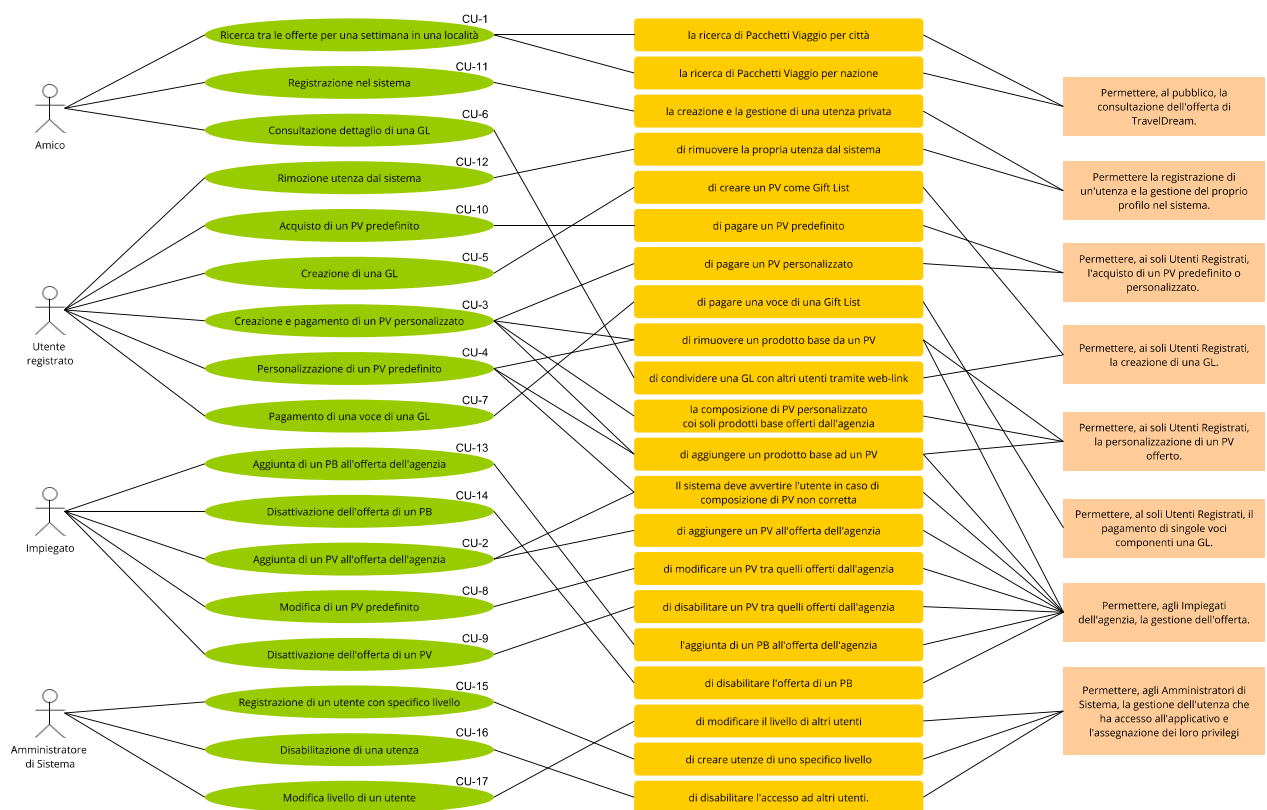 Amico
Utente
registrato
Impiegato
Amministratore
di Sistema
CU-1
Ricerca tra le offerte per una settimana in una località
CU-11
Registrazione nel sistema
CU-6
Consultazione dettaglio di una GL
CU-12
Rimozione utenza dal sistema
CU-10
Acquisto di un PV predefinito
CU-5
Creazione di una GL
CU-3
Creazione e pagamento di un PV personalizzato
CU-4
Personalizzazione di un PV predefinito
CU-7
Pagamento di una voce di una GL
CU-13
Aggiunta di un PB all'offerta dell'agenzia
CU-14
Disattivazione dell'offerta di un PB
CU-2
Aggiunta di un PV all'offerta dell'agenzia
CU-8
Modifica di un PV predefinito
CU-9
Disattivazione dell'offerta di un PV
CU-15
Registrazione di un utente con specifico livello
CU-16
Disabilitazione di una utenza
CU-17
Modifica livello di un utente
la ricerca di Pacchetti Viaggio per città
la ricerca di Pacchetti Viaggio per nazione
la creazione e la gestione di una utenza privata
di rimuovere la propria utenza dal sistema
di creare un PV come Gift List
di pagare un PV predefinito
di pagare un PV personalizzato
di pagare una voce di una Gift List
di rimuovere un prodotto base da un PV
di condividere una GL con altri utenti tramite web-link
la composizione di PV personalizzato
coi soli prodotti base offerti dall'agenzia
di aggiungere un prodotto base ad un PV
Il sistema deve avvertire l'utente in caso di
composizione di PV non corretta
di aggiungere un PV all'offerta dell'agenzia
di modificare un PV tra quelli offerti dall'agenzia
di disabilitare un PV tra quelli offerti dall'agenzia
l'aggiunta di un PB all'offerta dell'agenzia
di disabilitare l'offerta di un PB
di modificare il livello di altri utenti
di creare utenze di uno specifico livello
di disabilitare l'accesso ad altri utenti.
Permettere, al pubblico, la
consultazione dell'offerta di
TravelDream.
Permettere la registrazione di
un'utenza e la gestione del proprio
profilo nel sistema.
Permettere, ai soli Utenti Registrati,
l'acquisto di un PV predefinito o
personalizzato.
Permettere, ai soli Utenti Registrati,
la creazione di una GL.
Permettere, ai soli Utenti Registrati,
la personalizzazione di un PV
offerto.
Permettere, al soli Utenti Registrati, il
pagamento di singole voci
componenti una GL.
Permettere, agli Impiegati
dell'agenzia, la gestione dell'offerta.
Permettere, agli Amministratori di
Sistema, la gestione dell'utenza che
ha accesso all'applicativo e
l'assegnazione dei loro privilegi